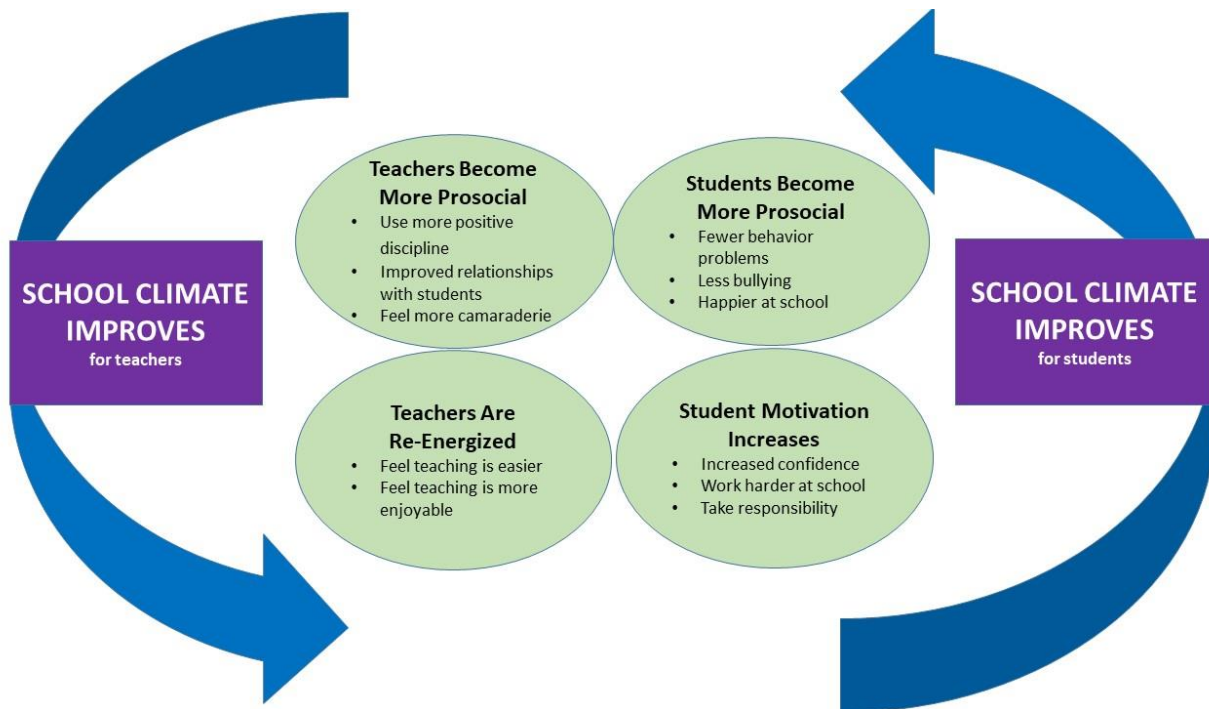 SCHOOL CLIMATE
IMPROVES
for teachers
Teachers Become
More Prosocial
• Use more positive
discipline
• Improved relationships
with students
• Feel more camaraderie
Students Become
More Prosocial
• Fewer behavior
problems
• Less bullying
• Happier at school
Teachers Are
Re-Energized
• Feel teaching is easier
• Feel teaching is more
enjoyable
Student Motivation
Increases
• Increased confidence
• Work harder at school
• Take responsibility
SCHOOL CLIMATE
IMPROVES
for students